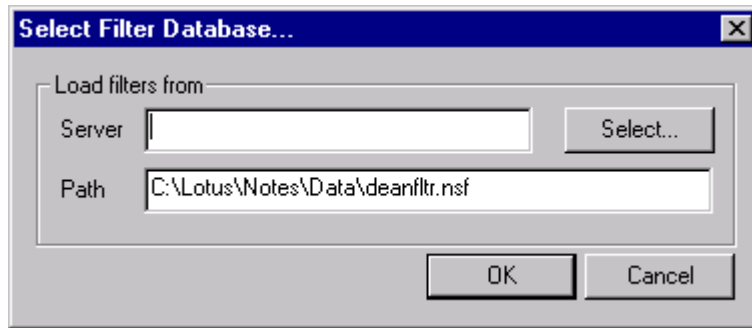 Select Filter Database...
Load filters from
Server Select...
Path C:\Lotus\Notes\Data\deanfltr.nsf
OK Cancel